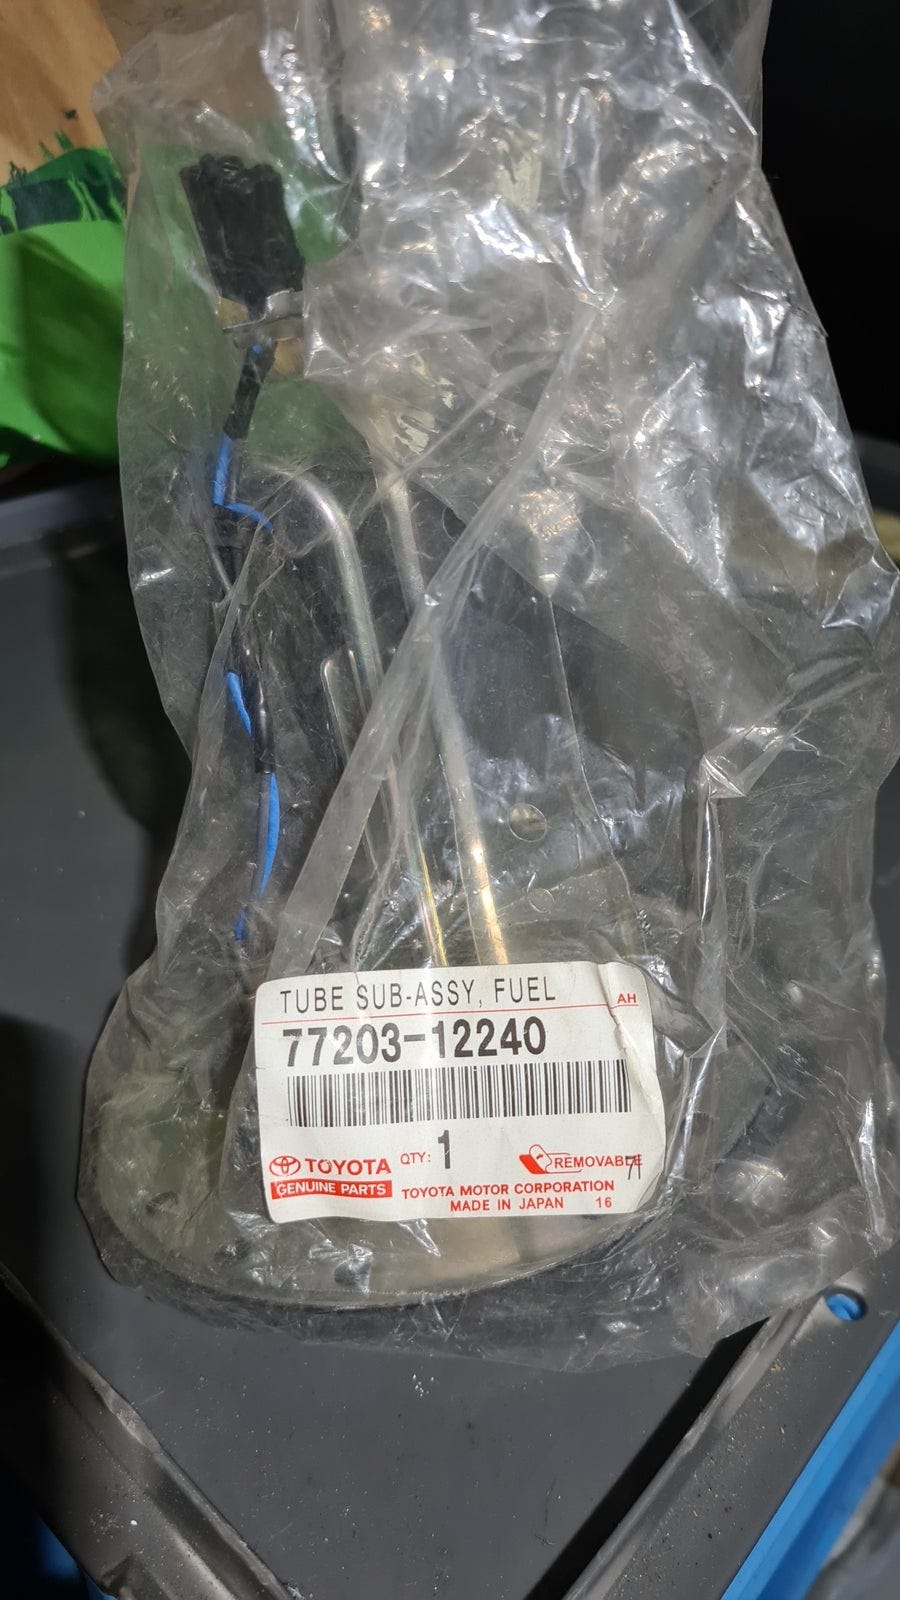 TUBE SUB-ASSY, FUEL AH
77203-12240
TOYOTA QTY: 1 REMOVABLE 71
GENUINE PARTS TOYOTA MOTOR CORPORATION
MADE IN JAPAN 16